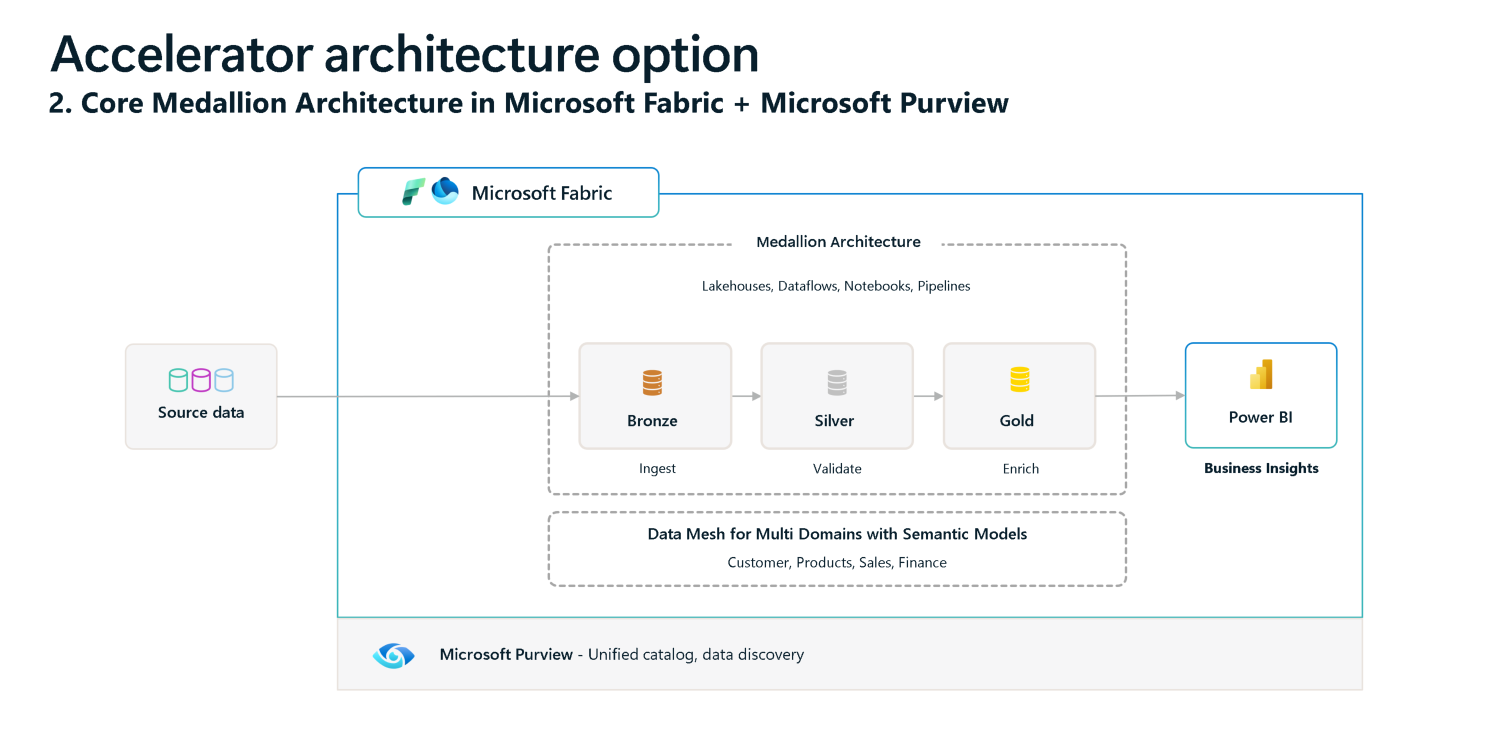 Accelerator architecture option
2. Core Medallion Architecture in Microsoft Fabric + Microsoft Purview
Microsoft Fabric
Medallion Architecture
Lakehouses, Dataflows, Notebooks, Pipelines
Source data
Bronze
Silver
Gold
Power BI
Ingest
Validate
Enrich
Business Insights
Data Mesh for Multi Domains with Semantic Models
Customer, Products, Sales, Finance
Microsoft Purview - Unified catalog, data discovery